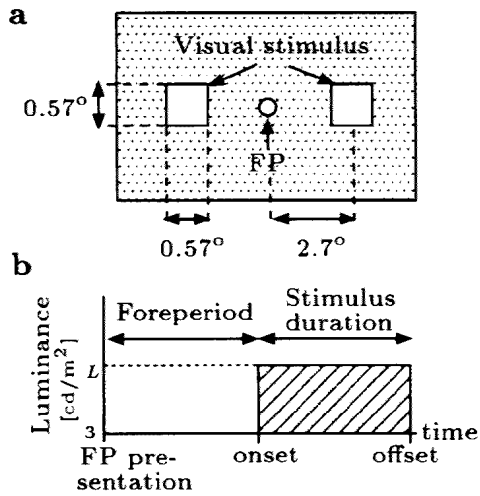 a
Visual stimulus
0.57°
FP
0.57°
2.7°
b
Foreperiod
Stimulus
duration
Luminance
[cd/m²]
L
3
time
FP pre-
sentation
onset
offset